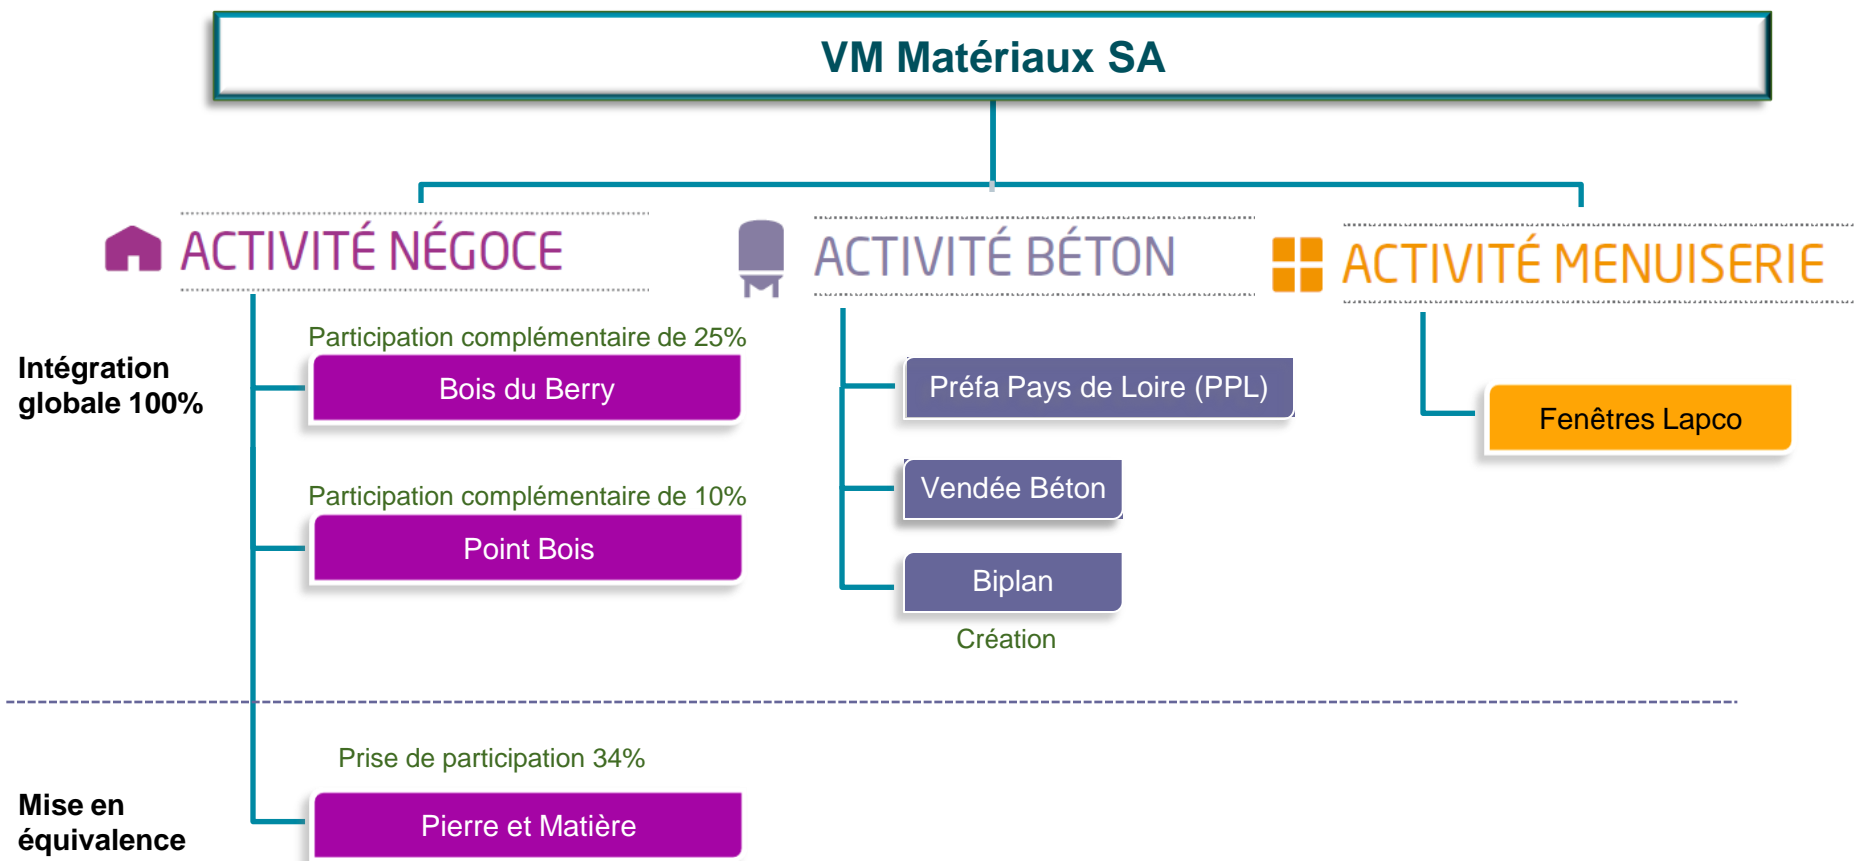 VM Matériaux SA
ACTIVITÉ NÉGOCE
ACTIVITÉ BÉTON
ACTIVITÉ MENUISERIE
Intégration
globale 100%
Participation complémentaire de 25%
Bois du Berry
Participation complémentaire de 10%
Point Bois
Préfa Pays de Loire (PPL)
Vendée Béton
Biplan
Création
Fenêtres Lapco
Mise en
équivalence
Prise de participation 34%
Pierre et Matière